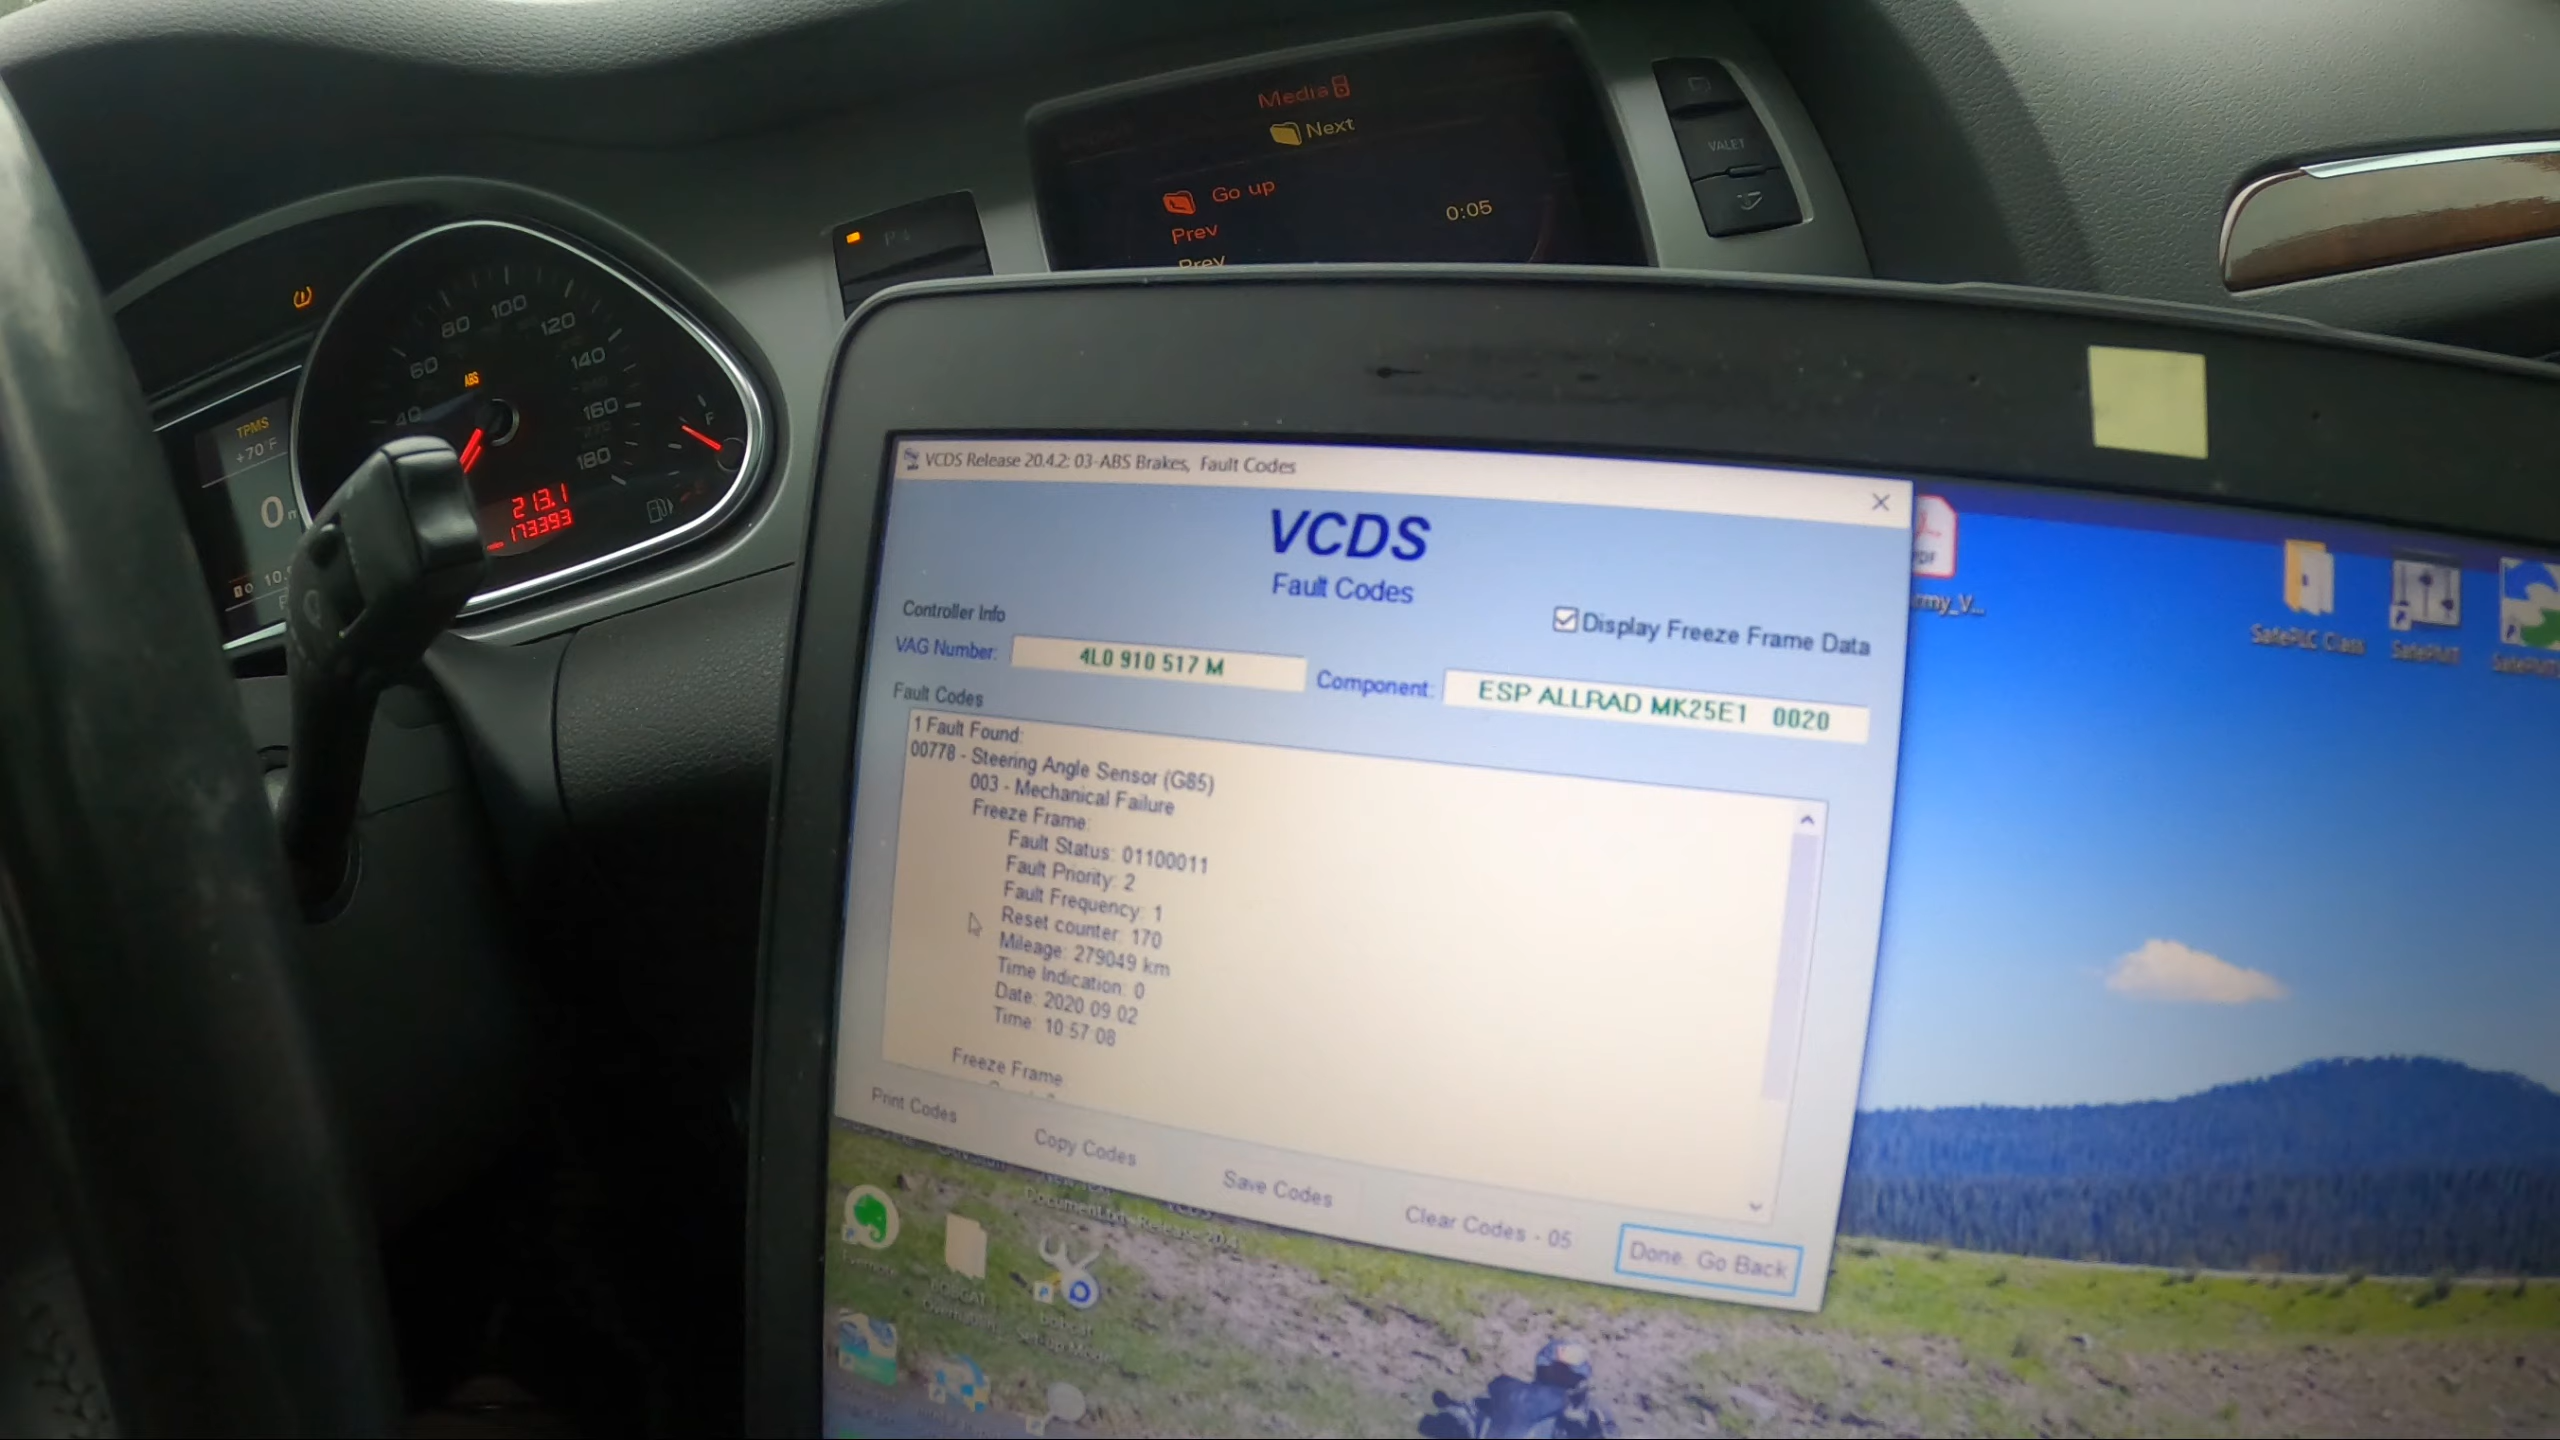 Media
Next
Go up
Prev
Prev
0:05
VALET
40
60
80
100
120
140
160
180
ABS
F
TPMS
+70°F
0
213.1
173393
VCDS Release 20.4.2: 03-ABS Brakes, Fault Codes
VCDS
Fault Codes
Controller Info
Display Freeze Frame Data
VAG Number: 4L0 910 517 M
Component: ESP ALLRAD MK25E1 0020
Fault Codes
1 Fault Found:
00778 - Steering Angle Sensor (G85)
003 - Mechanical Failure
Freeze Frame:
Fault Status: 01100011
Fault Priority: 2
Fault Frequency: 1
Reset counter: 170
Mileage: 279049 km
Time Indication: 0
Date: 2020.09.02
Time: 10:57:08
Freeze Frame:
Print Codes
Copy Codes
Save Codes
Clear Codes - 05
Done, Go Back
SafePLC Class
SafePMT
Evernote
bobcat